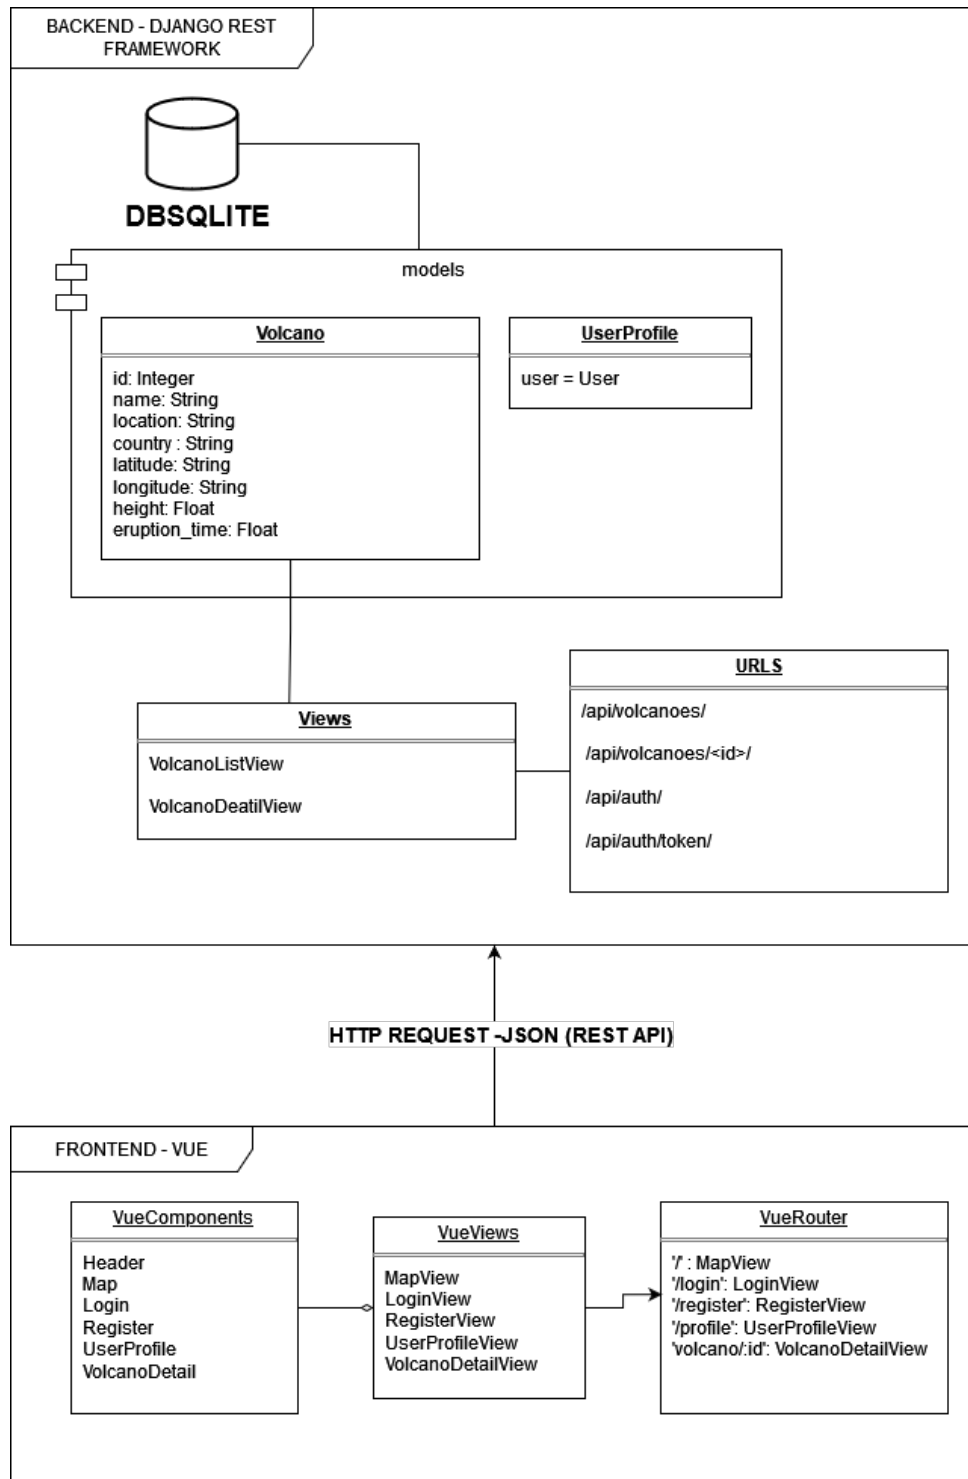 BACKEND - DJANGO REST
FRAMEWORK
DBSQLITE
models
Volcano
id: Integer
name: String
location: String
country : String
latitude: String
longitude: String
height: Float
eruption_time: Float
UserProfile
user = User
Views
VolcanoListView
VolcanoDeatilView
URLS
/api/volcanoes/
/api/volcanoes/<id>/
/api/auth/
/api/auth/token/
HTTP REQUEST -JSON (REST API)
FRONTEND - VUE
VueComponents
Header
Map
Login
Register
UserProfile
VolcanoDetail
VueViews
MapView
LoginView
RegisterView
UserProfileView
VolcanoDetailView
VueRouter
'/' : MapView
'/login': LoginView
'/register': RegisterView
'/profile': UserProfileView
'volcano/:id': VolcanoDetailView